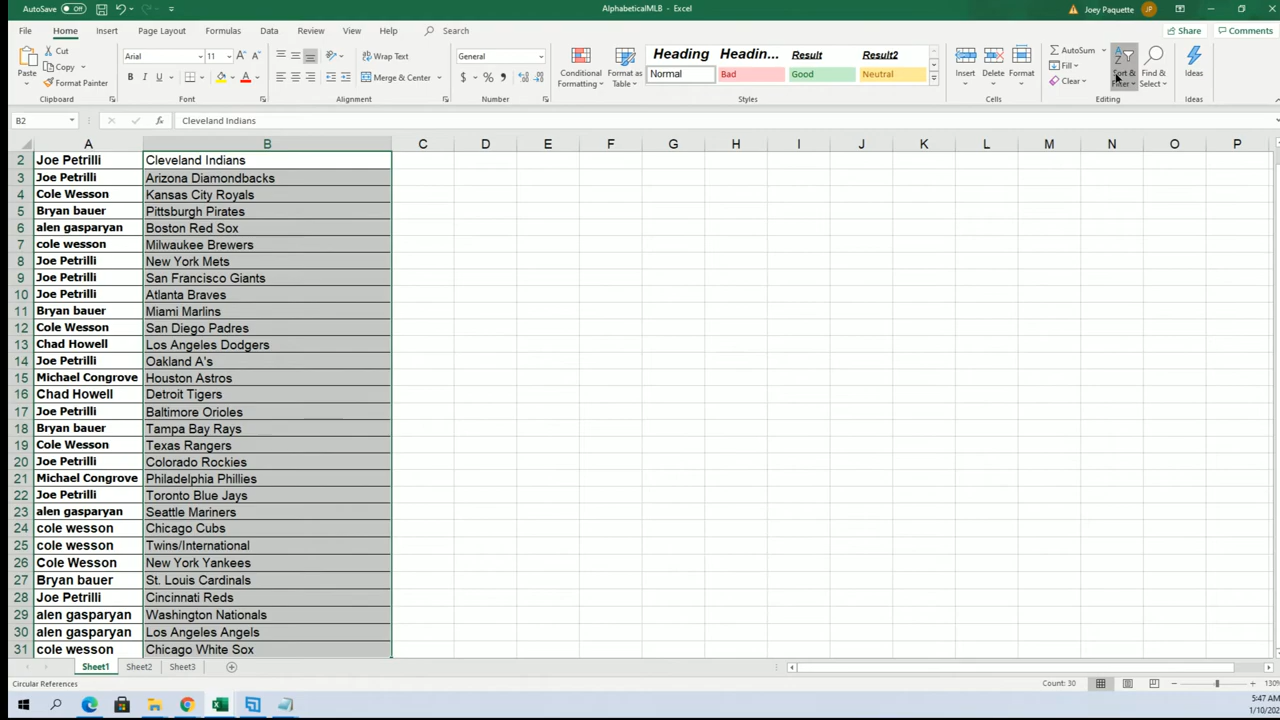 AutoSave Off AlphabeticalMLB - Excel Joey Paquette JP
File Home Insert Page Layout Formulas Data Review View Help Search Share Comments
Paste Cut Copy Format Painter Clipboard
Arial 11 B I U A A A Font
Wrap Text Merge & Center Alignment
General $ % , Number
Conditional Formatting Format as Table
Heading Headin... Result Result2
Normal Bad Good Neutral
Styles
Insert Delete Format Cells
AutoSum Fill Clear Sort & Filter Find & Select Editing
Ideas Ideas
B2 fx Cleveland Indians
A B C D E F G H I J K L M N O P
2 Joe Petrilli Cleveland Indians
3 Joe Petrilli Arizona Diamondbacks
4 Cole Wesson Kansas City Royals
5 Bryan bauer Pittsburgh Pirates
6 alen gasparyan Boston Red Sox
7 cole wesson Milwaukee Brewers
8 Joe Petrilli New York Mets
9 Joe Petrilli San Francisco Giants
10 Joe Petrilli Atlanta Braves
11 Bryan bauer Miami Marlins
12 Cole Wesson San Diego Padres
13 Chad Howell Los Angeles Dodgers
14 Joe Petrilli Oakland A's
15 Michael Congrove Houston Astros
16 Chad Howell Detroit Tigers
17 Joe Petrilli Baltimore Orioles
18 Bryan bauer Tampa Bay Rays
19 Cole Wesson Texas Rangers
20 Joe Petrilli Colorado Rockies
21 Michael Congrove Philadelphia Phillies
22 Joe Petrilli Toronto Blue Jays
23 alen gasparyan Seattle Mariners
24 cole wesson Chicago Cubs
25 cole wesson Twins/International
26 Cole Wesson New York Yankees
27 Bryan bauer St. Louis Cardinals
28 Joe Petrilli Cincinnati Reds
29 alen gasparyan Washington Nationals
30 alen gasparyan Los Angeles Angels
31 cole wesson Chicago White Sox
Sheet1 Sheet2 Sheet3
Circular References Count: 30 130%
5:47 AM
1/10/202